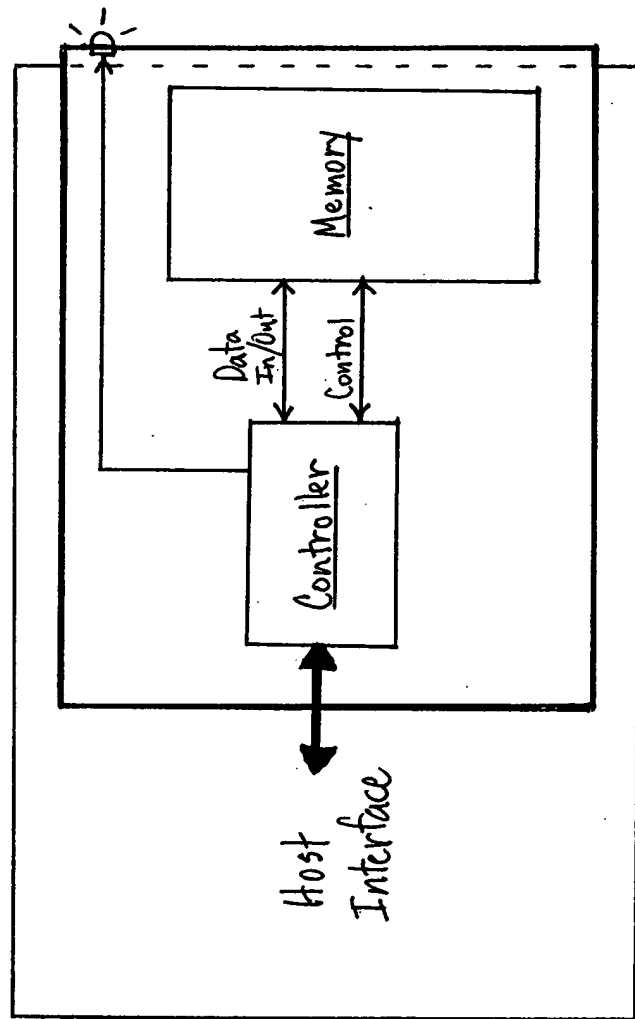 Host
Interface
Controller
Data
In/Out
Control
Memory